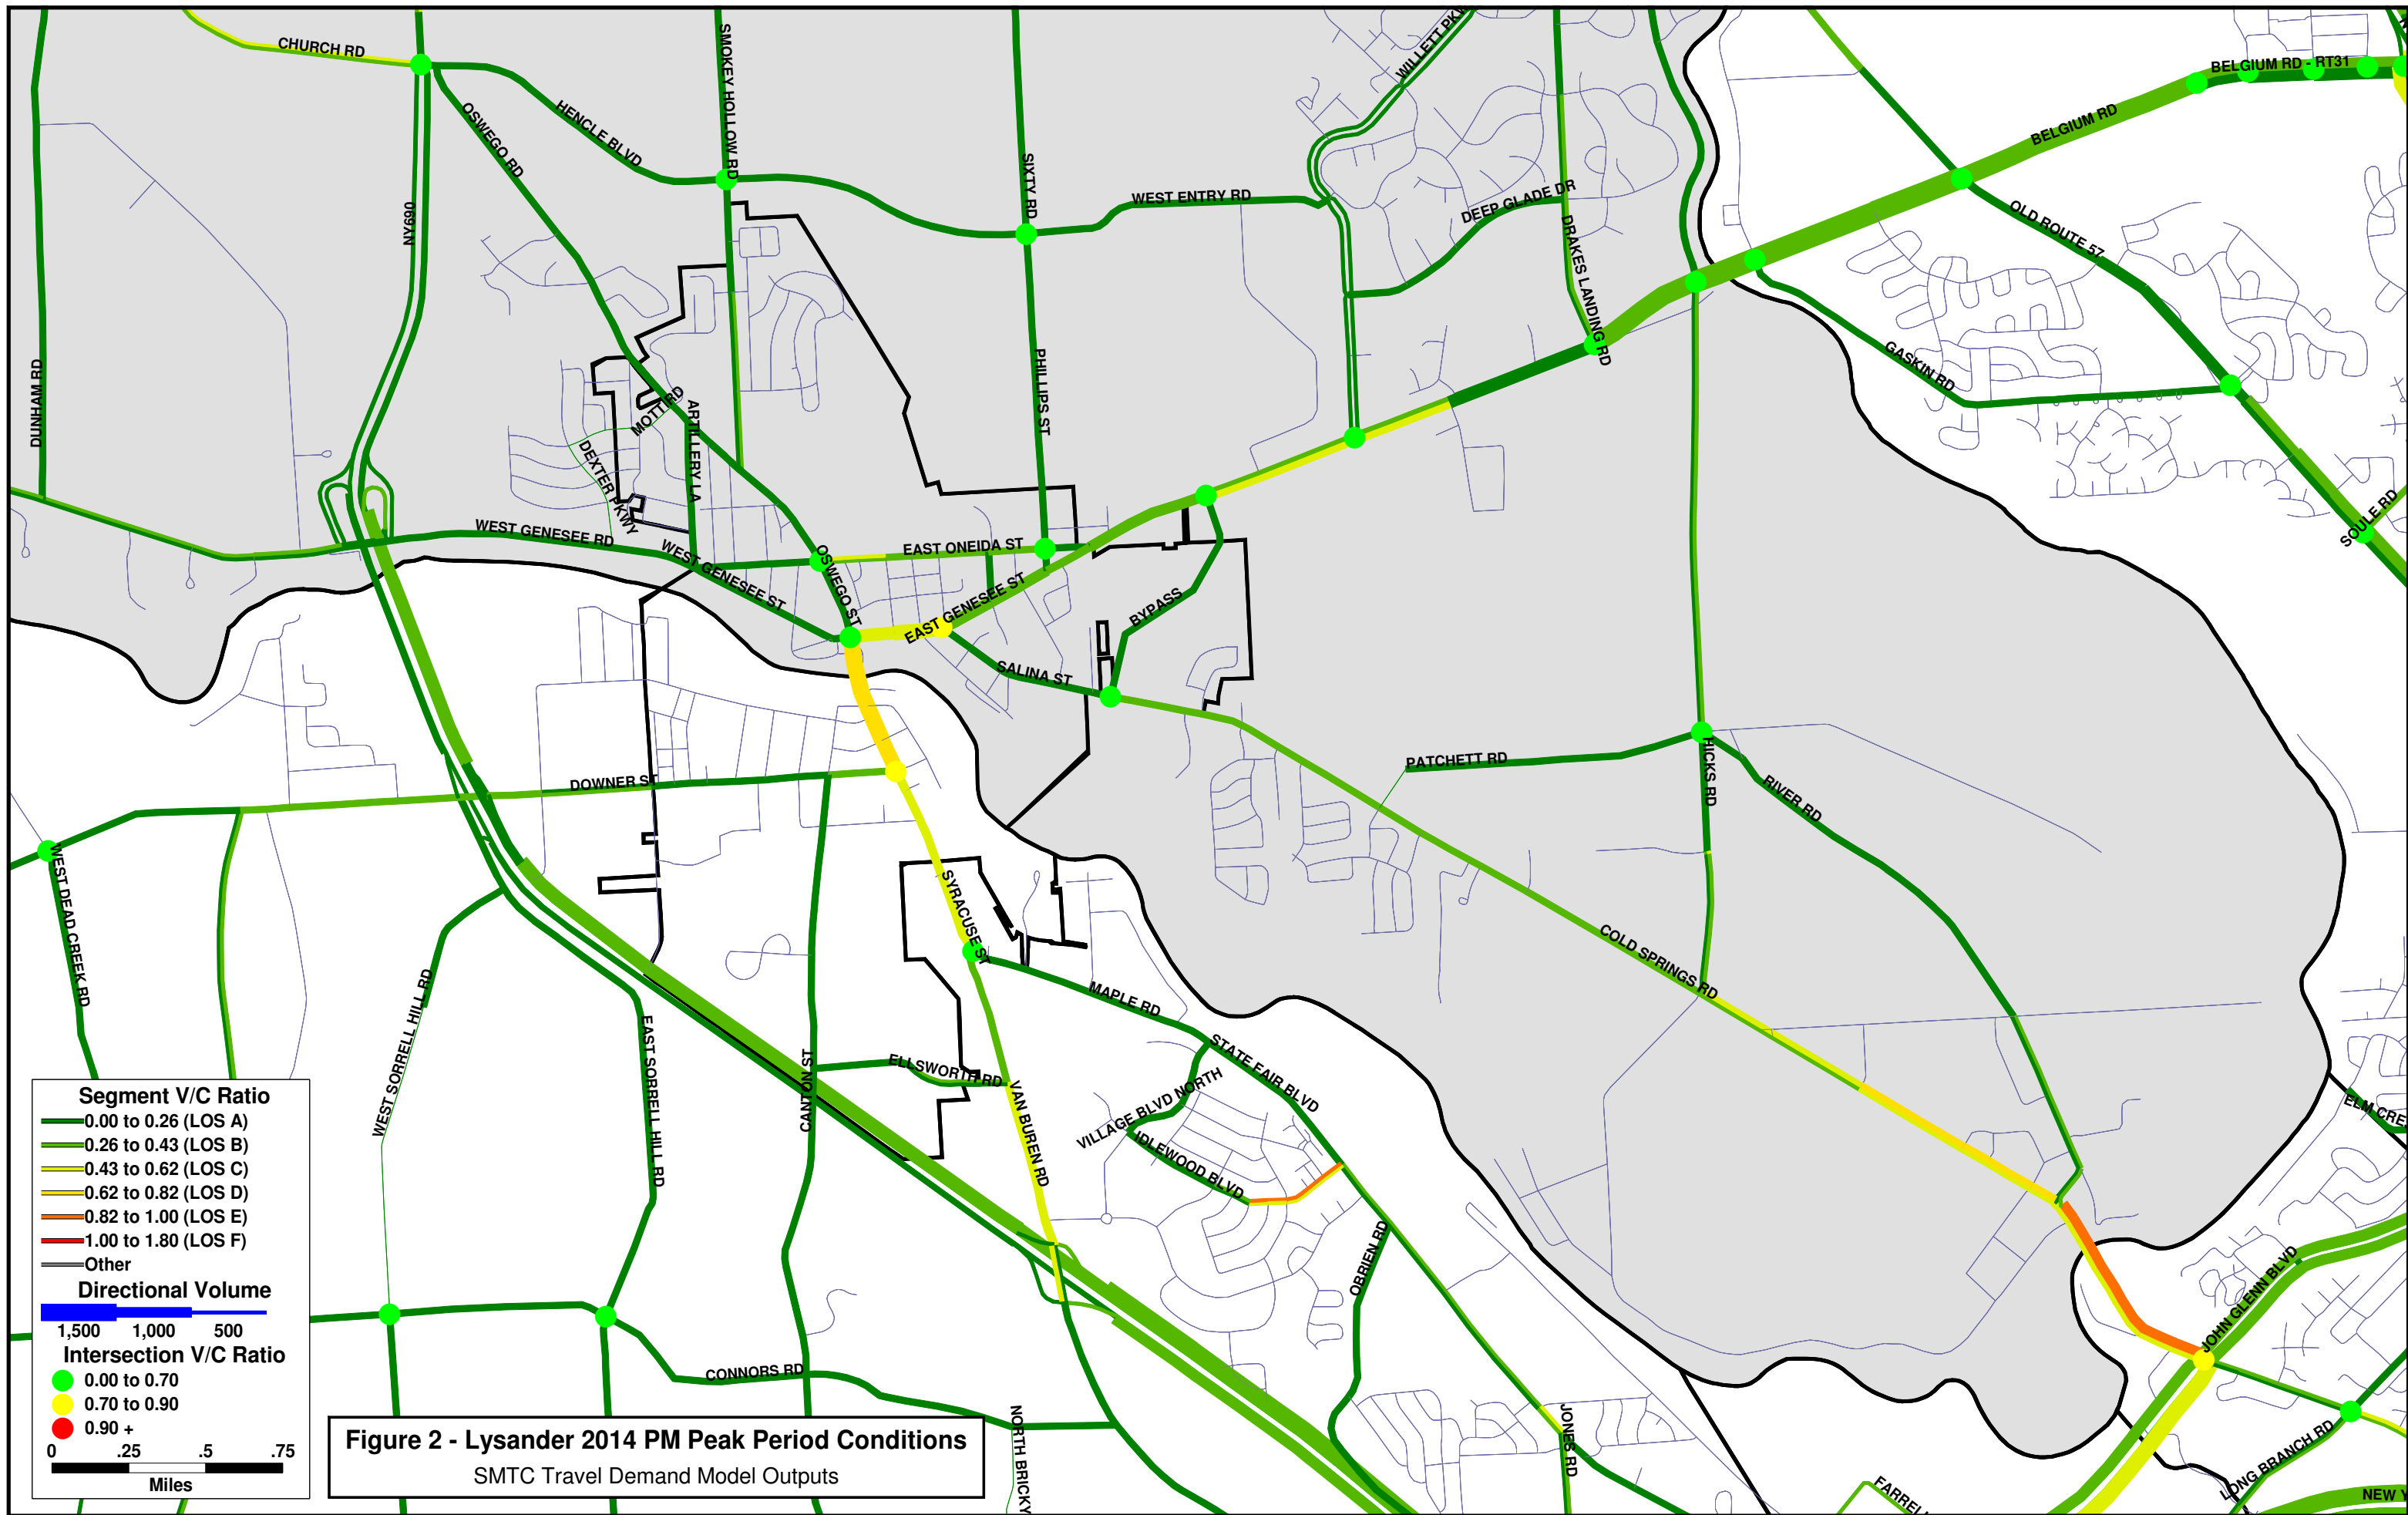 CHURCH RD
SMOKEY HOLLOW RD
WILLETT PKW
BELGIUM RD - RT31
OSWEGO RD
HENCLE BLVD
SIXTY RD
BELGIUM RD
NY690
WEST ENTRY RD
DEEP GLADE DR
DRAKES LANDING RD
OLD ROUTE 57
DUNHAM RD
MOTT RD
ARTILLERY LA
PHILLIPS ST
GASKIN RD
DEXTER PKWY
SOULE RD
WEST GENESEE RD
WEST GENESEE ST
OSWEGO ST
EAST ONEIDA ST
EAST GENESEE ST
BYPASS
SALINA ST
DOWNER ST
PATCHETT RD
HICKS RD
RIVER RD
WEST DEAD CREEK RD
SYRACUSE ST
COLD SPRINGS RD
WEST SORRELL HILL RD
EAST SORRELL HILL RD
MAPLE RD
CANTON ST
ELLSWORTH RD
VAN BUREN RD
STATE FAIR BLVD
VILLAGE BLVD NORTH
IDLEWOOD BLVD
ELM CRE
OBRIEN RD
JOHN GLENN BLVD
CONNORS RD
NORTH BRICKY
JONES RD
FARREL
LONG BRANCH RD
NEW Y
Segment V/C Ratio
0.00 to 0.26 (LOS A)
0.26 to 0.43 (LOS B)
0.43 to 0.62 (LOS C)
0.62 to 0.82 (LOS D)
0.82 to 1.00 (LOS E)
1.00 to 1.80 (LOS F)
Other
Directional Volume
1,500 1,000 500
Intersection V/C Ratio
0.00 to 0.70
0.70 to 0.90
0.90 +
0 .25 .5 .75
Miles
Figure 2 - Lysander 2014 PM Peak Period Conditions
SMTC Travel Demand Model Outputs